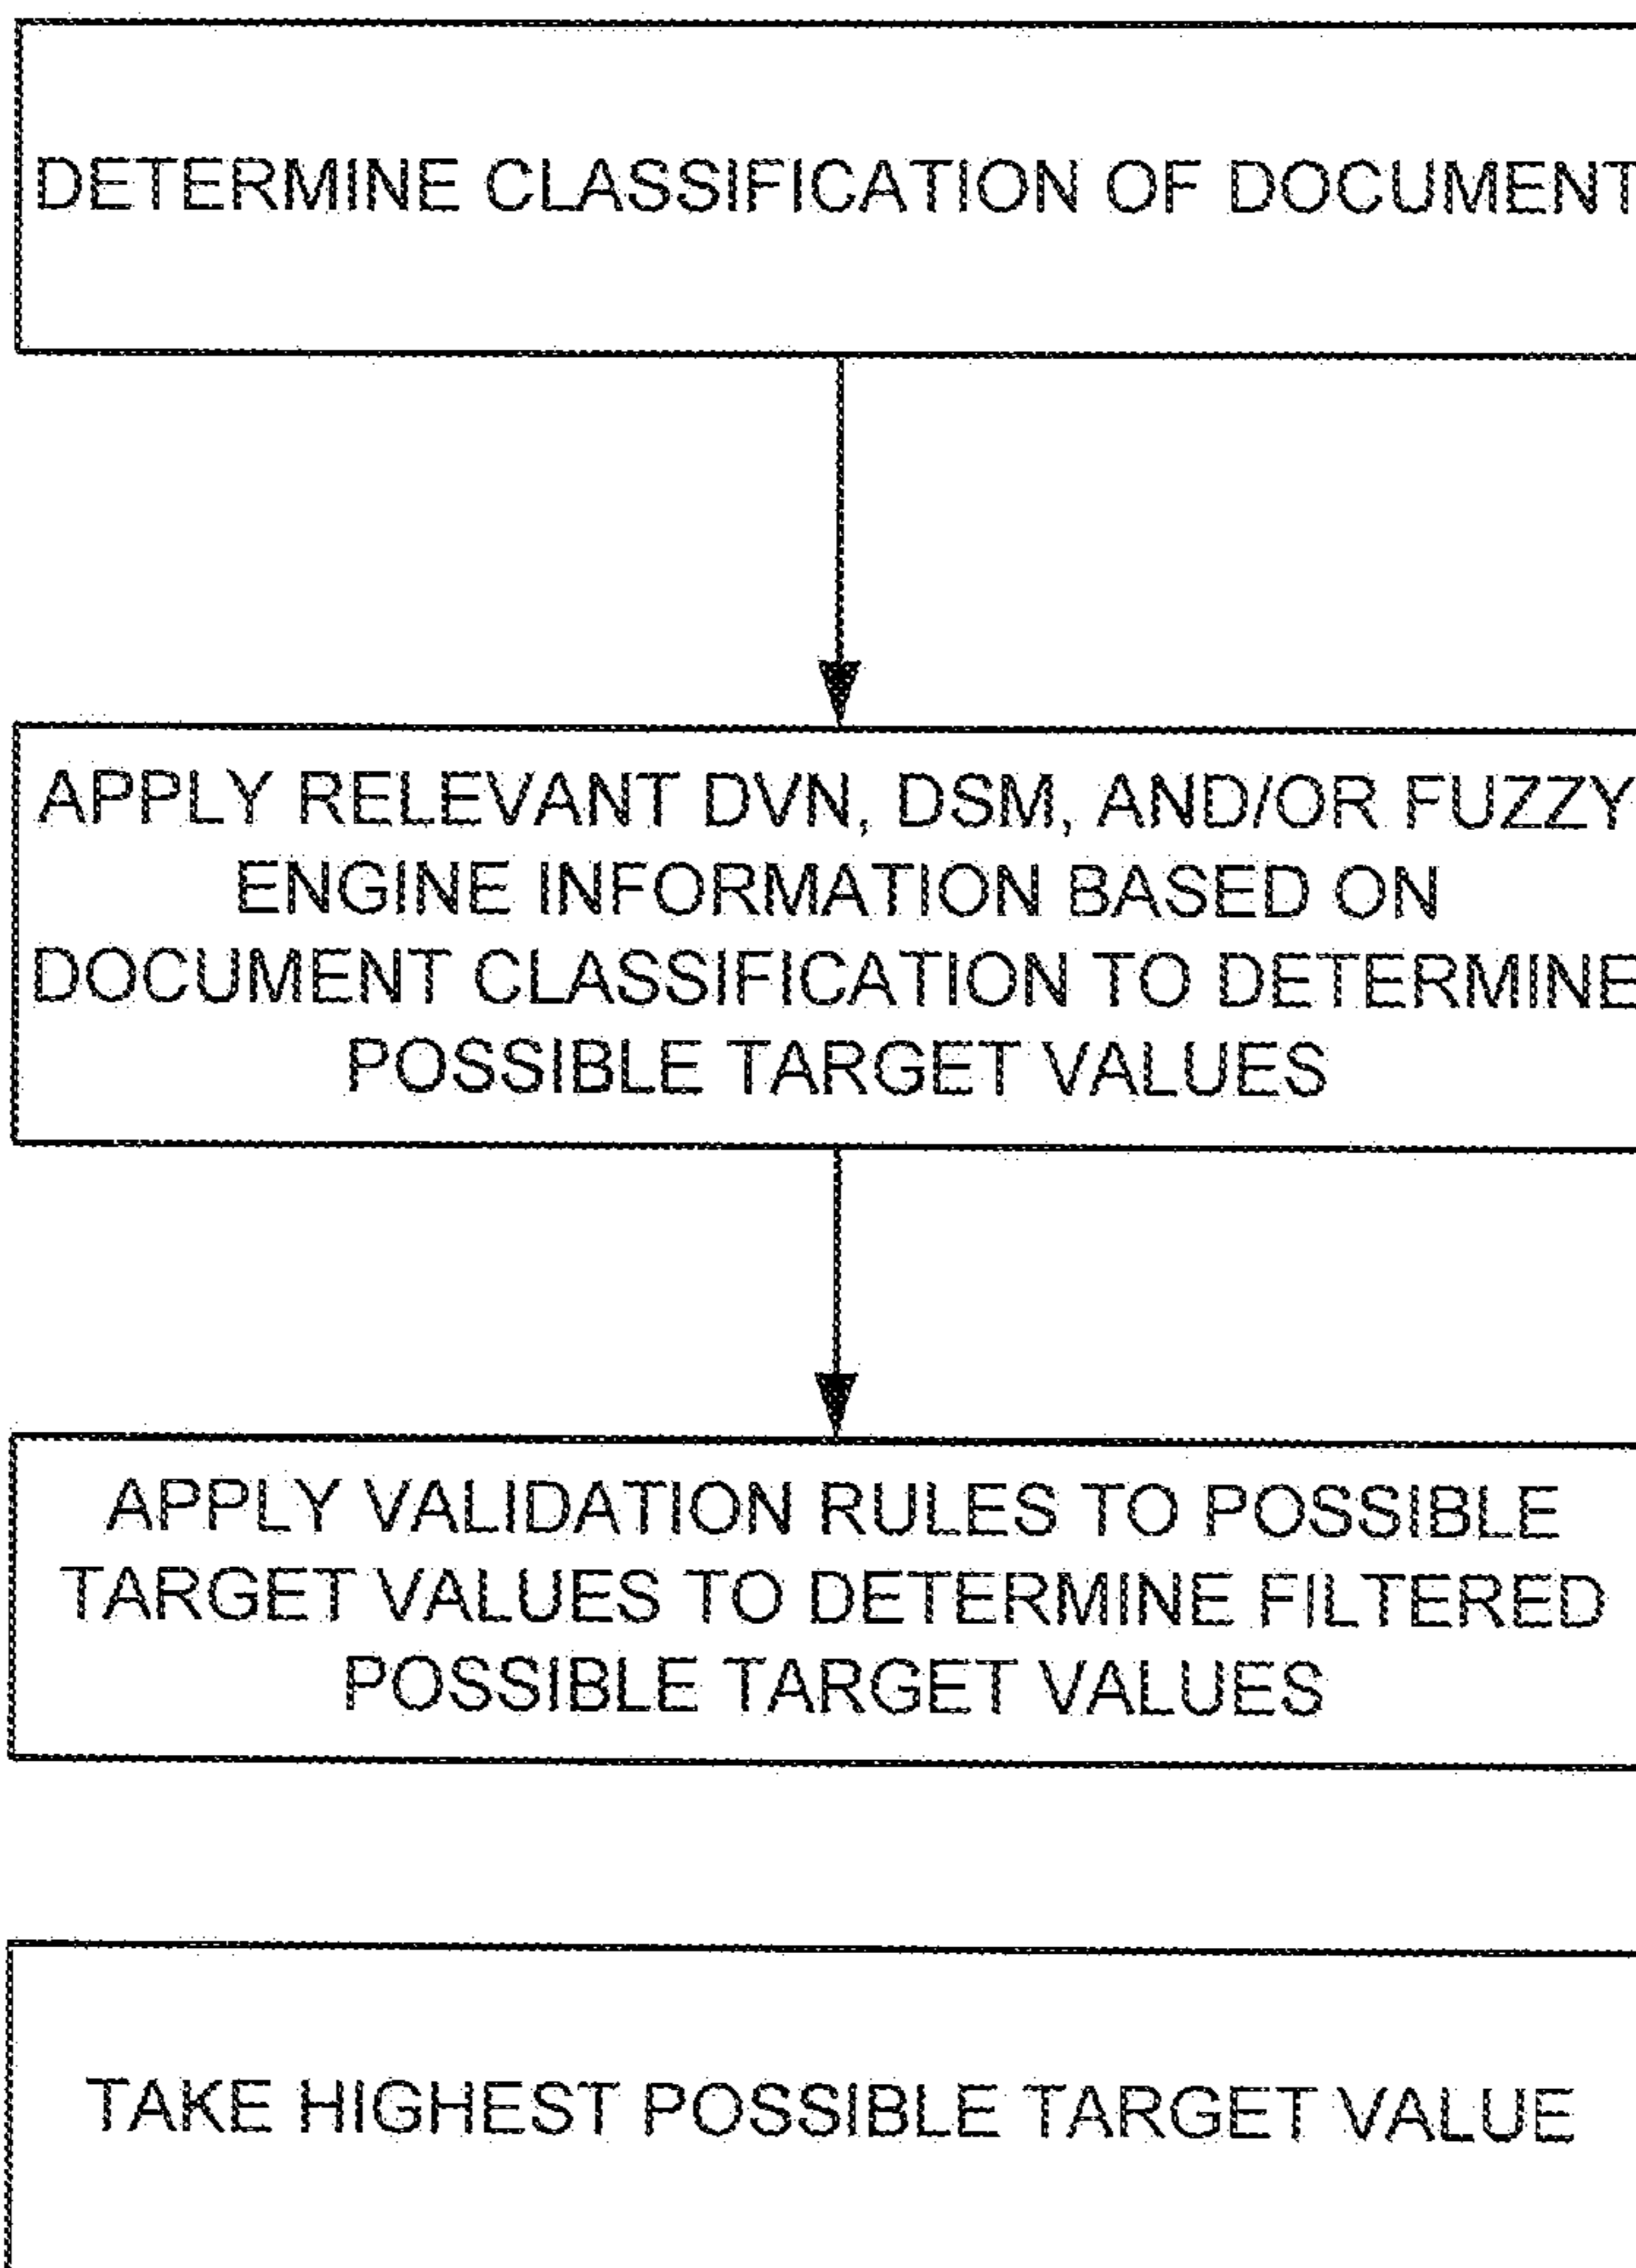 DETERMINE CLASSIFICATION OF DOCUMENT
APPLY RELEVANT DVN, DSM, AND/OR FUZZY
ENGINE INFORMATION BASED ON
DOCUMENT CLASSIFICATION TO DETERMINE
POSSIBLE TARGET VALUES
APPLY VALIDATION RULES TO POSSIBLE
TARGET VALUES TO DETERMINE FILTERED
POSSIBLE TARGET VALUES
TAKE HIGHEST POSSIBLE TARGET VALUE